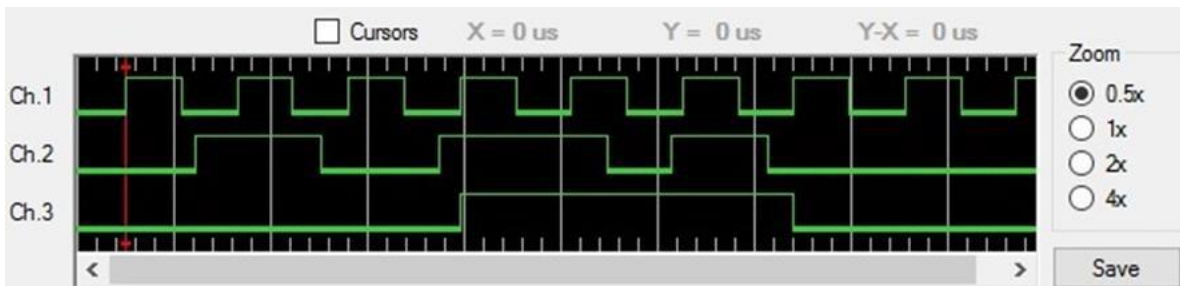 Cursors X = 0 us Y = 0 us Y-X = 0 us
Zoom
Ch.1
0.5x
1x
Ch.2
2x
4x
Ch.3
Save